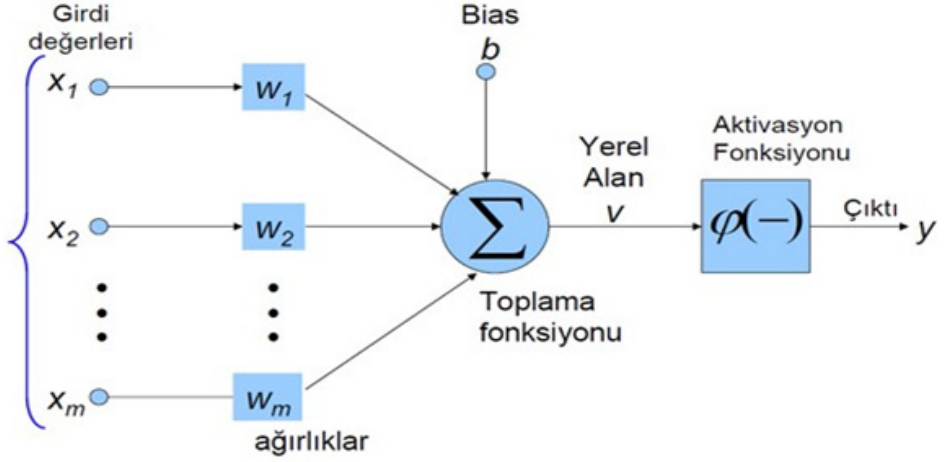 Girdi
değerleri
x1
w1
x2
w2
xm
wm
ağırlıklar
Bias
b
∑
Toplama
fonksiyonu
Yerel
Alan
v
Aktivasyon
Fonksiyonu
φ(−)
Çıktı
y